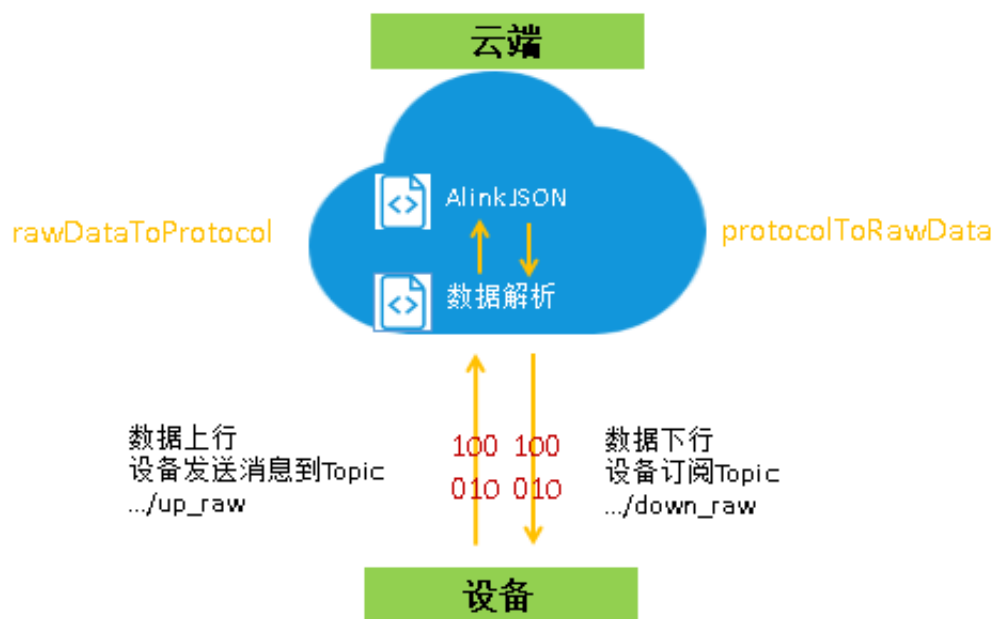 云端
AlinkJSON
rawDataToProtocol
protocolToRawData
数据解析
数据上行
设备发送消息到Topic
.../up_raw
100 100
010 010
数据下行
设备订阅Topic
.../down_raw
设备